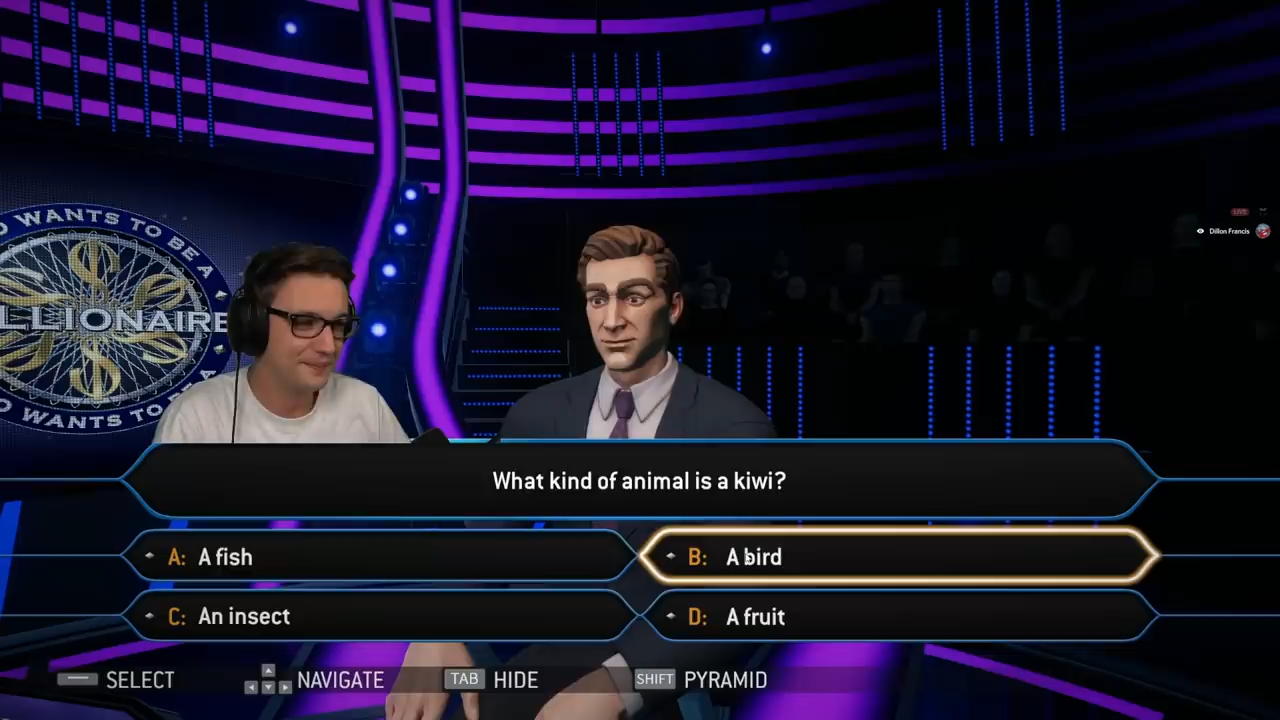 WANTS TO BE A
LLIONAIRE
WANTS TO
LIVE
Dillon Francis
What kind of animal is a kiwi?
A: A fish
B: A bird
C: An insect
D: A fruit
SELECT
NAVIGATE
TAB HIDE
SHIFT PYRAMID